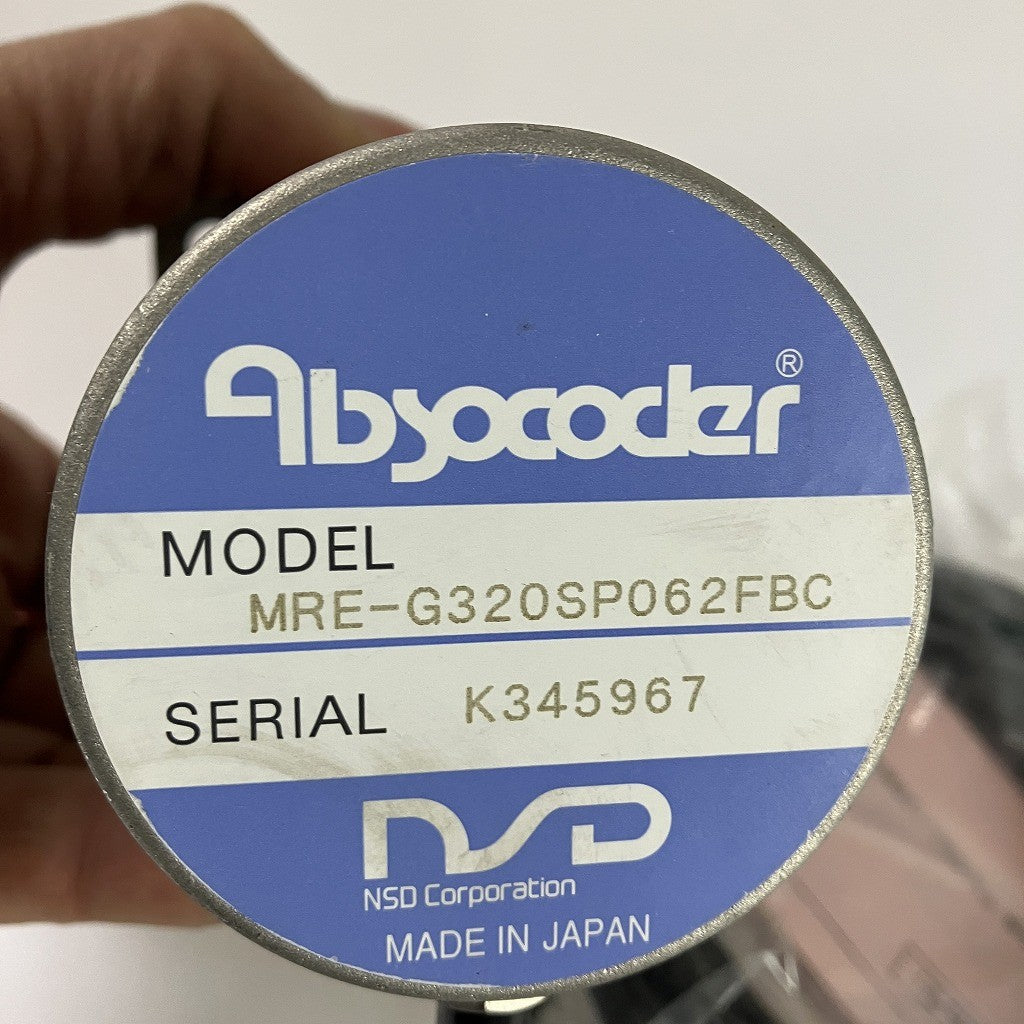 Absocoder®
MODEL
MRE-G320SP062FBC
SERIAL K345967
NSD
NSD Corporation
MADE IN JAPAN